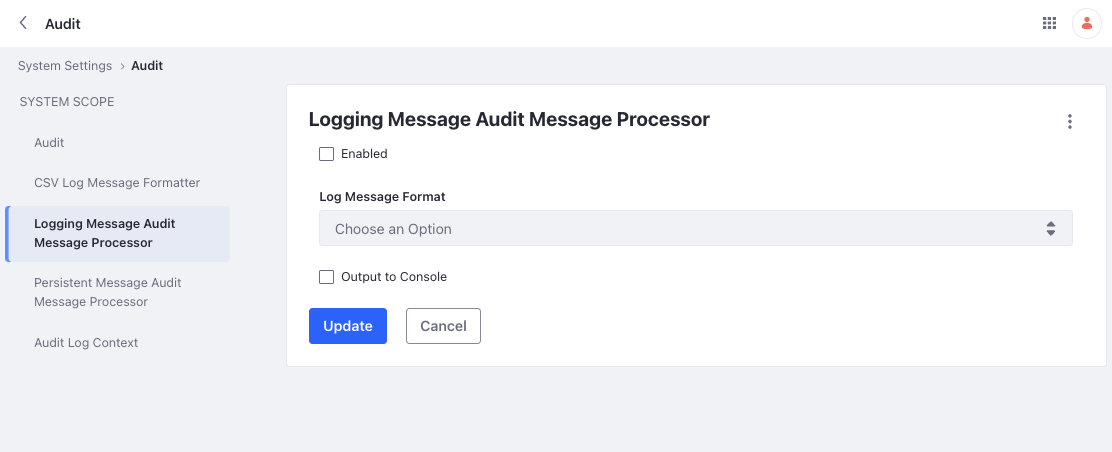 Audit
System Settings › Audit
SYSTEM SCOPE
Audit
CSV Log Message Formatter
Logging Message Audit
Message Processor
Persistent Message Audit
Message Processor
Audit Log Context
Logging Message Audit Message Processor
Enabled
Log Message Format
Choose an Option
Output to Console
Update
Cancel